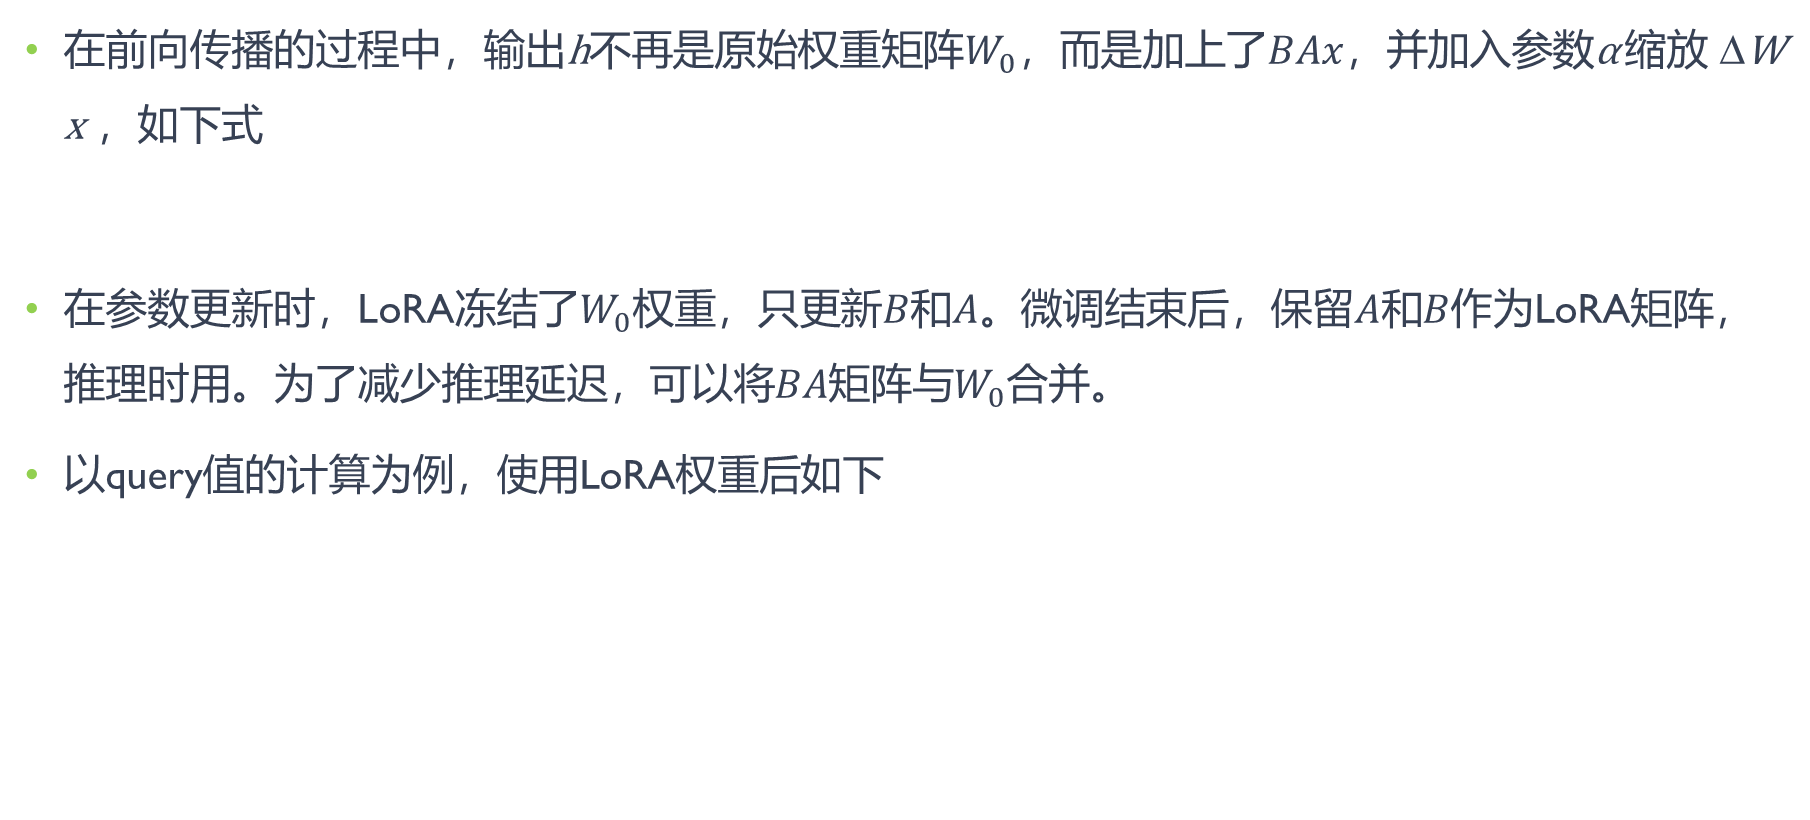 • 在前向传播的过程中，输出h不再是原始权重矩阵W₀，而是加上了BAx，并加入参数α缩放 ΔW
x ，如下式
• 在参数更新时，LoRA冻结了W₀权重，只更新B和A。微调结束后，保留A和B作为LoRA矩阵，
推理时用。为了减少推理延迟，可以将BA矩阵与W₀合并。
• 以query值的计算为例，使用LoRA权重后如下